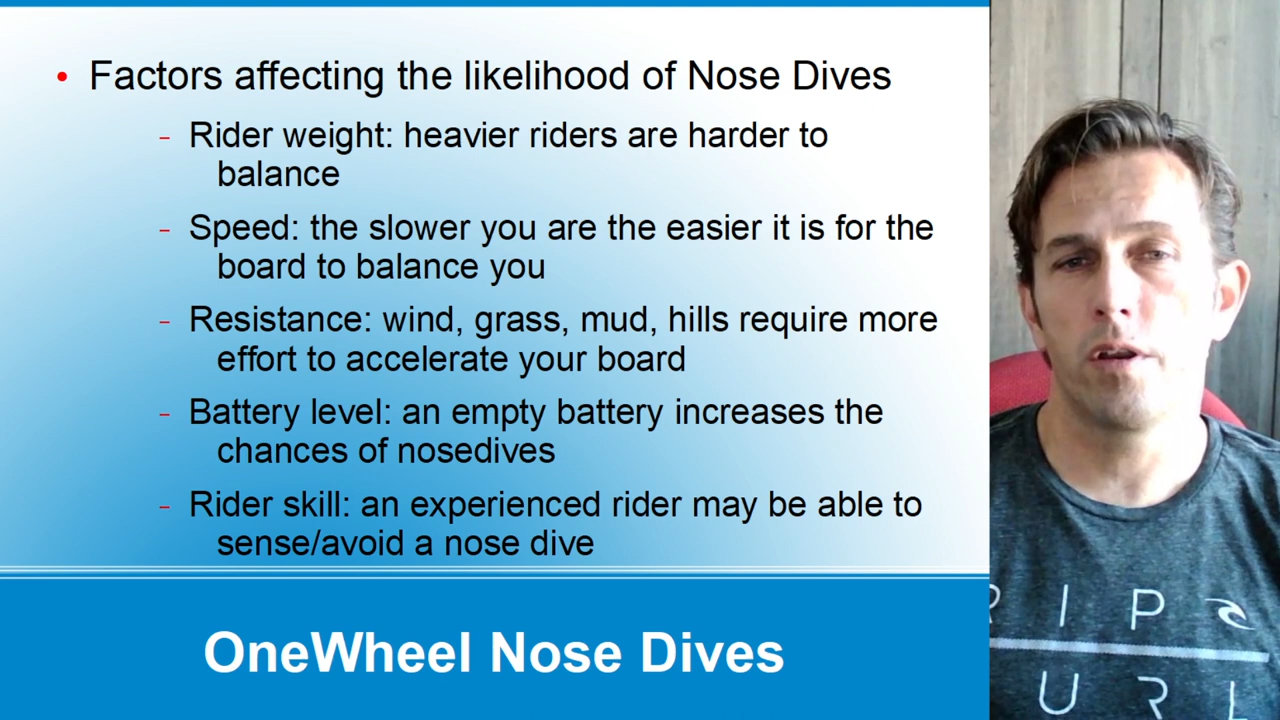 • Factors affecting the likelihood of Nose Dives
- Rider weight: heavier riders are harder to
balance
- Speed: the slower you are the easier it is for the
board to balance you
- Resistance: wind, grass, mud, hills require more
effort to accelerate your board
- Battery level: an empty battery increases the
chances of nosedives
- Rider skill: an experienced rider may be able to
sense/avoid a nose dive
OneWheel Nose Dives
RIP
URL